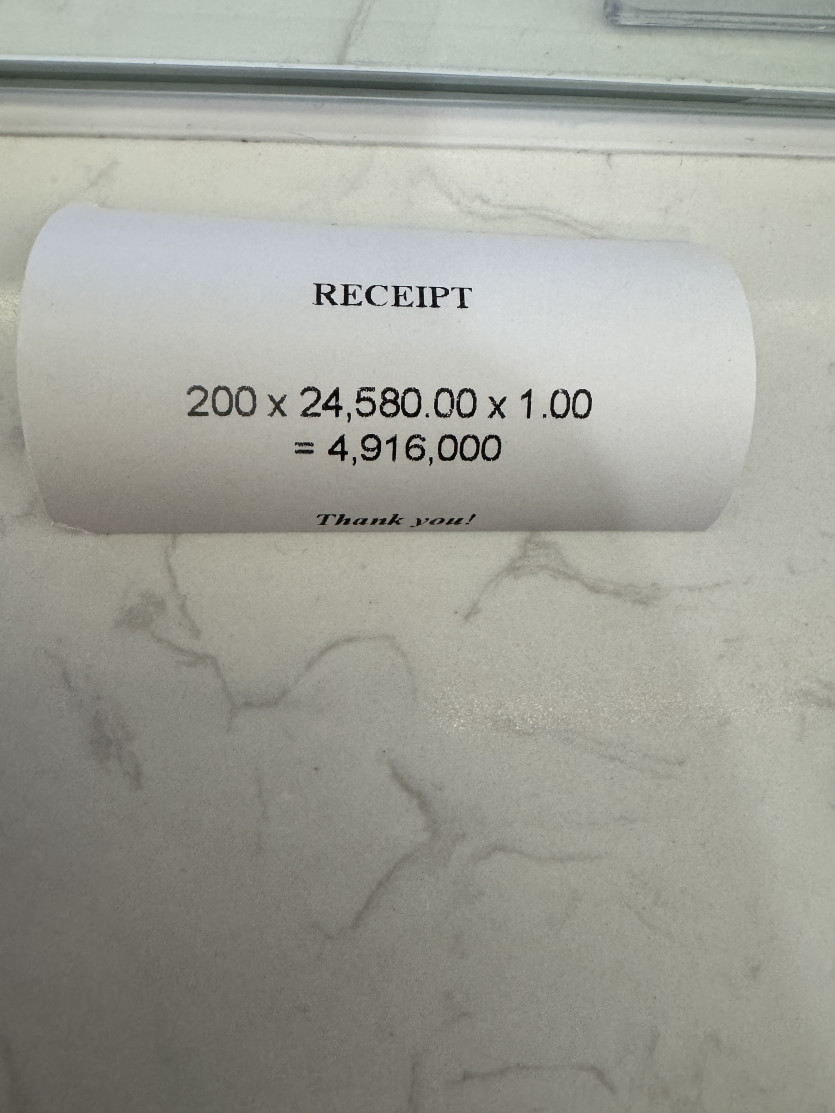 RECEIPT
200 x 24,580.00 x 1.00
= 4,916,000
Thank you!